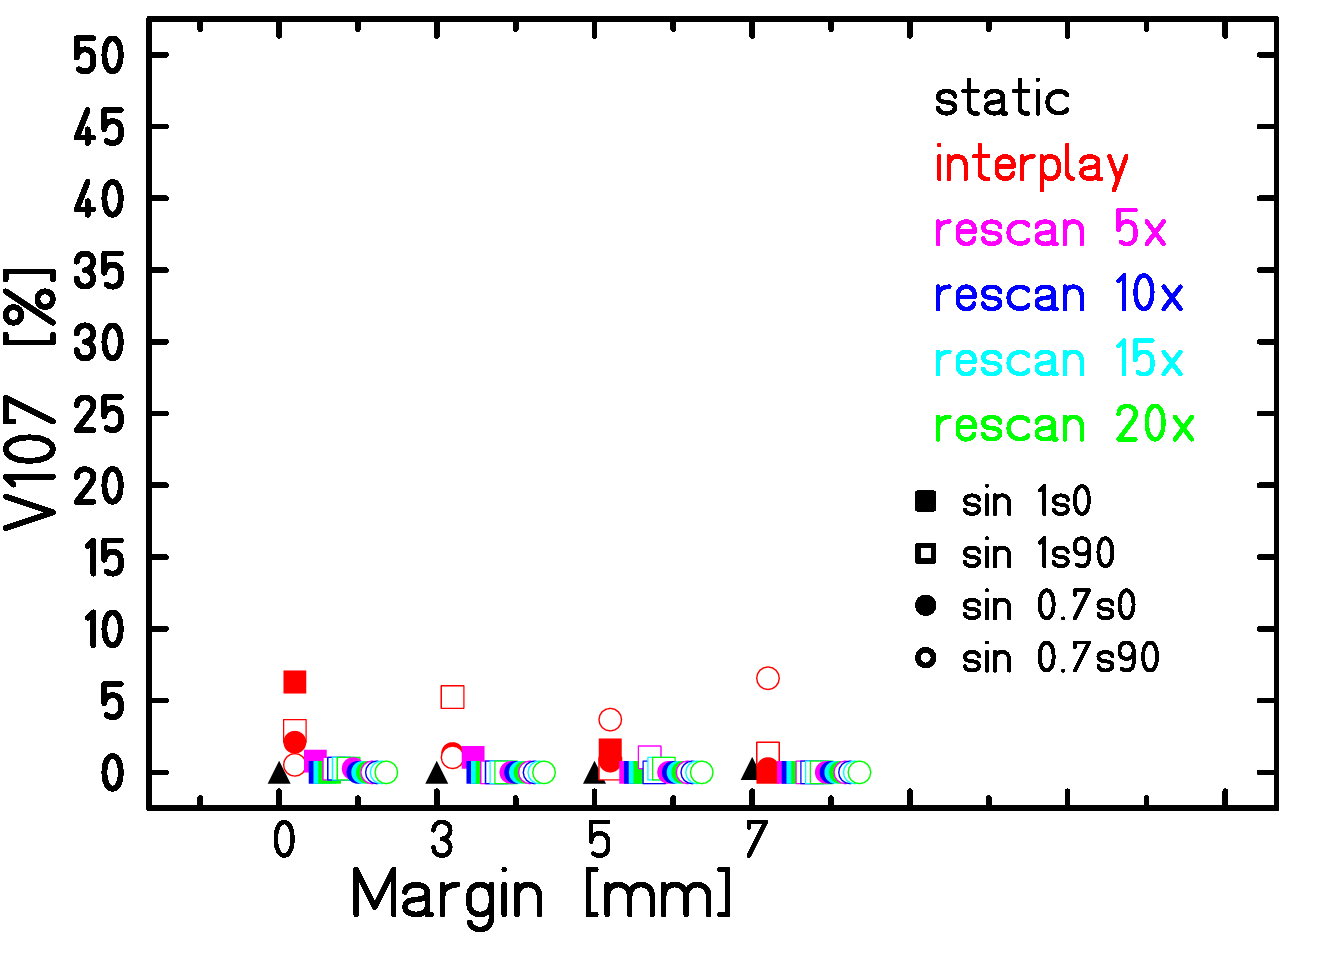 50
45
40
35
30
25
20
15
10
5
0
V107 [%]
static
interplay
rescan 5x
rescan 10x
rescan 15x
rescan 20x
sin 1s0
sin 1s90
sin 0.7s0
sin 0.7s90
0 3 5 7
Margin [mm]